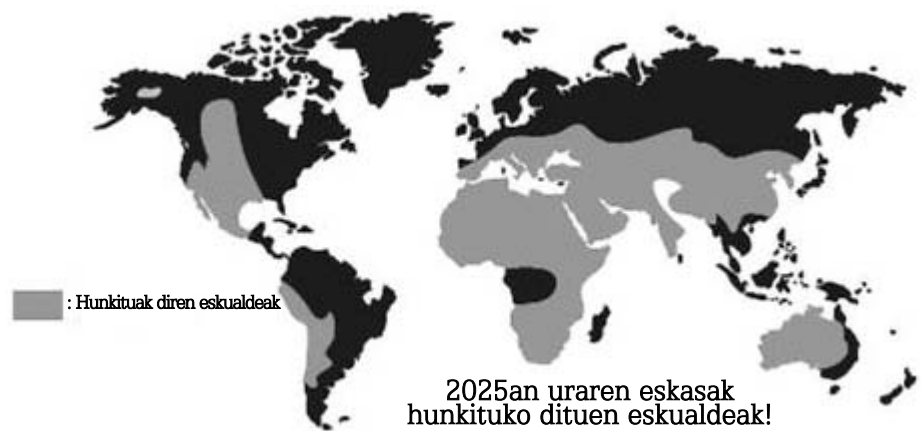 : Hunkituak diren eskualdeak
2025an uraren eskasak
hunkituko dituen eskualdeak!